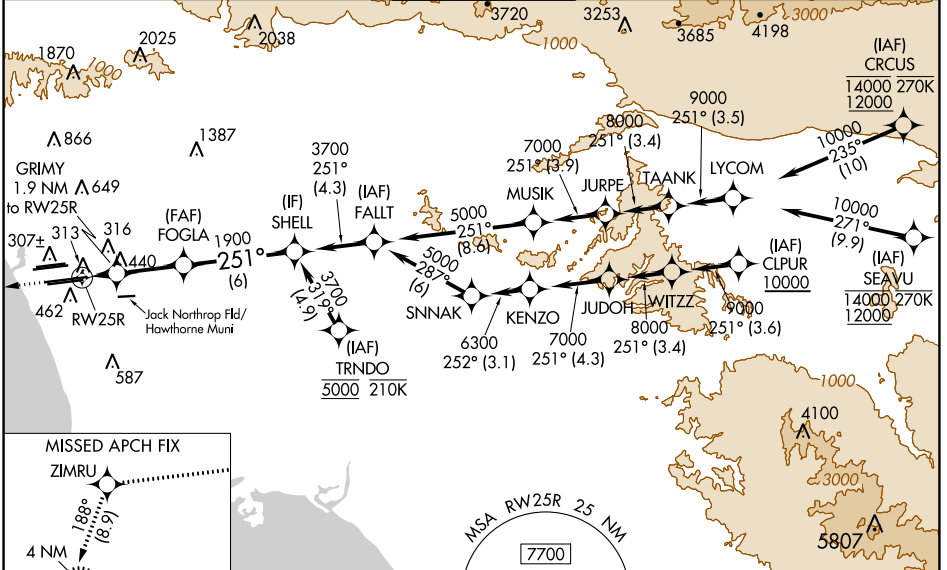 3720
3253
3000
3685
4198
2038
2025
1870
1000
1000
(IAF)
CRCUS
14000 270K
12000
9000
251° (3.5)
8000
251° (3.4)
7000
251° (3.9)
10000
235°
(10)
866
1387
3700
251°
(4.3)
GRIMY
1.9 NM
to RW25R
649
(IAF)
FALLT
MUSIK
JURPE
TAANK
LYCOM
(IF)
SHELL
(FAF)
FOGLA
1900
251°
(6)
5000
251°
(8.6)
10000
271°
(9.9)
307±
313
316
440
462
RW25R
Jack Northrop Fld/
Hawthorne Muni
5000
287°
(6)
3700
319°
(4.9)
SNNAK
KENZO
JUDOH
WITZZ
(IAF)
CLPUR
10000
(IAF)
SEAVU
14000 270K
12000
6300
252° (3.1)
7000
251° (4.3)
8000
251° (3.4)
9000
251° (3.6)
(IAF)
TRNDO
5000 210K
587
1000
4100
3000
5807
MISSED APCH FIX
ZIMRU
188°
(8.9)
4 NM
MSA RW25R 25 NM
7700